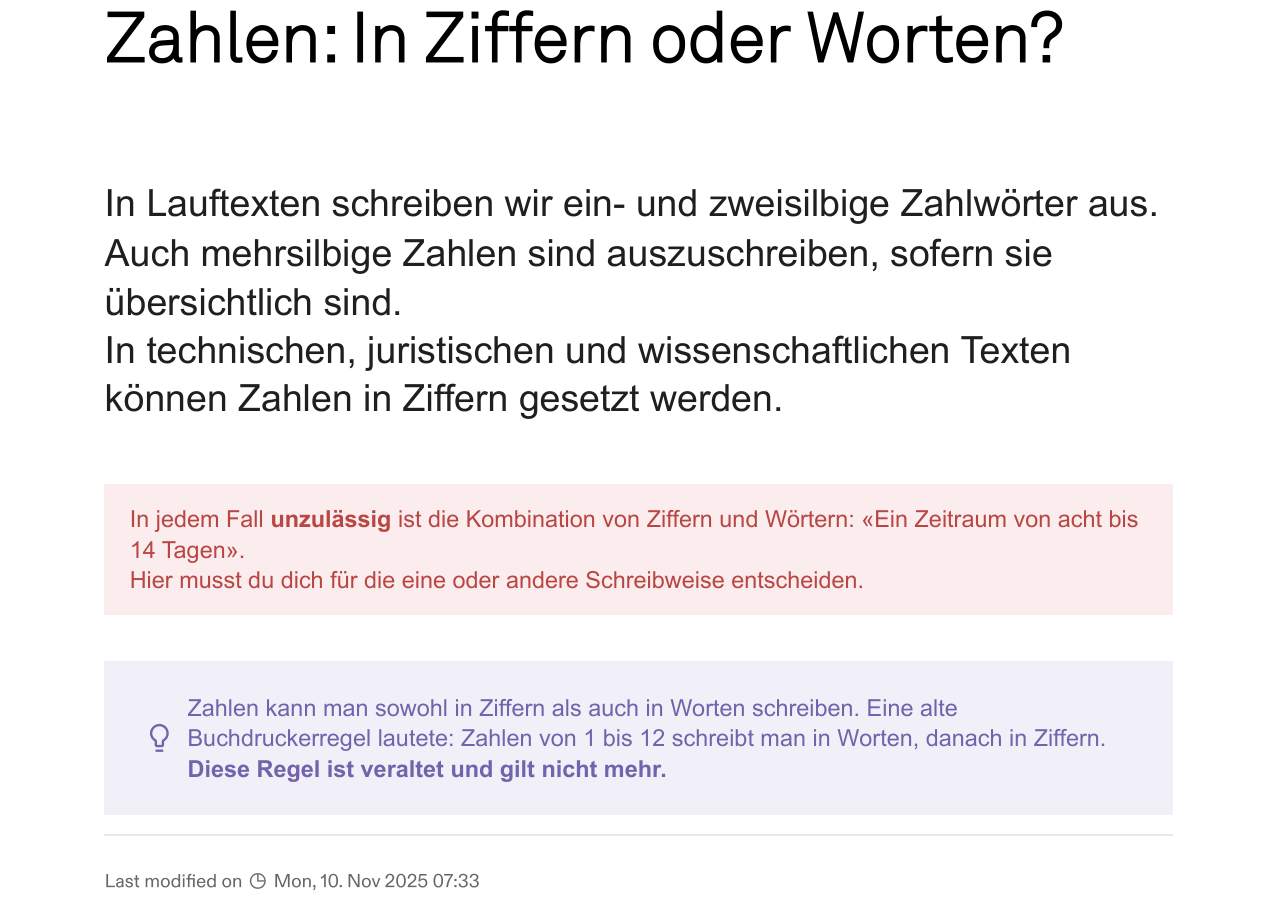 Zahlen: In Ziffern oder Worten?
In Lauftexten schreiben wir ein- und zweisilbige Zahlwörter aus.
Auch mehrsilbige Zahlen sind auszuschreiben, sofern sie
übersichtlich sind.
In technischen, juristischen und wissenschaftlichen Texten
können Zahlen in Ziffern gesetzt werden.
In jedem Fall unzulässig ist die Kombination von Ziffern und Wörtern: «Ein Zeitraum von acht bis
14 Tagen».
Hier musst du dich für die eine oder andere Schreibweise entscheiden.
Zahlen kann man sowohl in Ziffern als auch in Worten schreiben. Eine alte
Buchdruckerregel lautete: Zahlen von 1 bis 12 schreibt man in Worten, danach in Ziffern.
Diese Regel ist veraltet und gilt nicht mehr.
Last modified on Mon, 10. Nov 2025 07:33